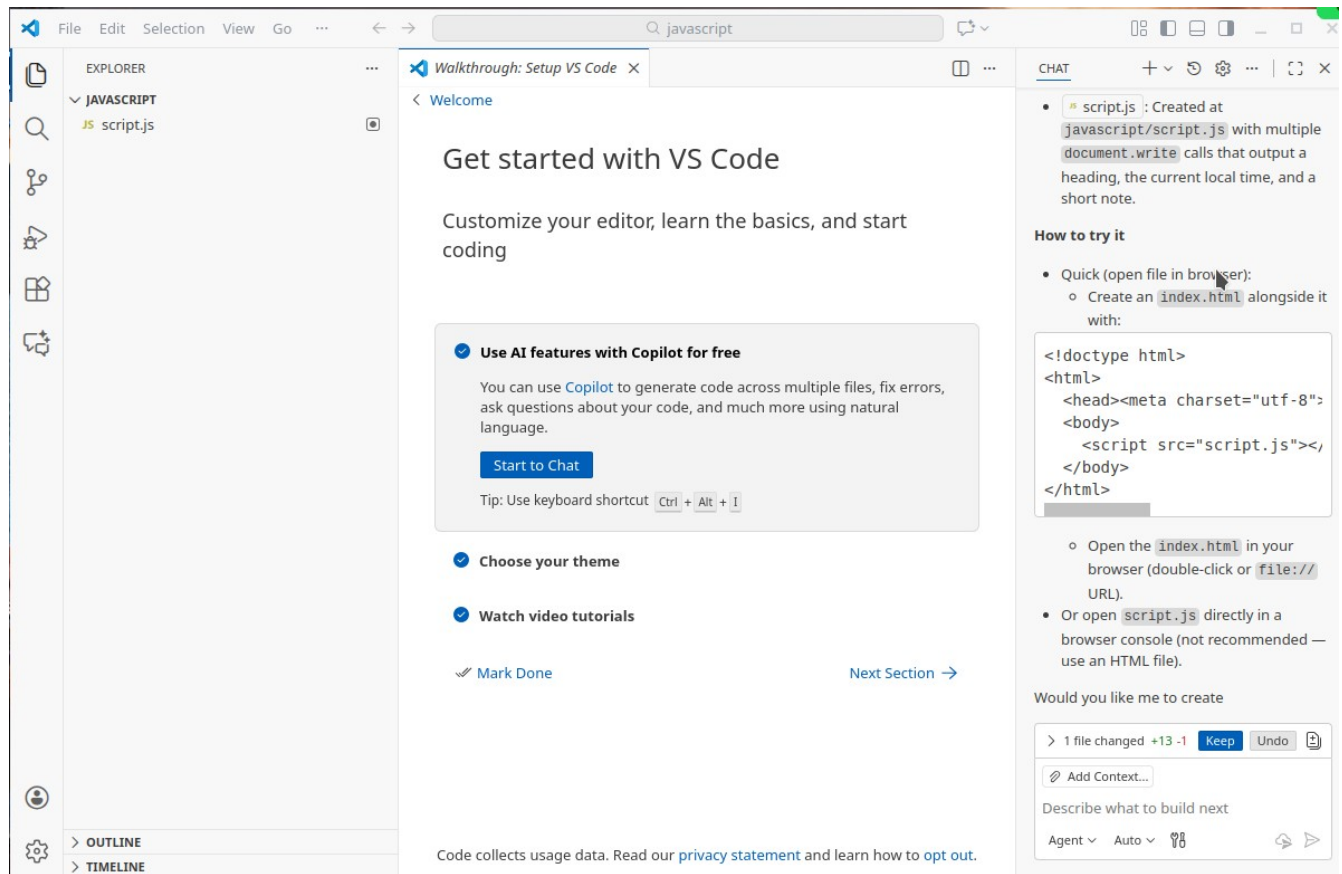 File Edit Selection View Go ···
javascript
EXPLORER
JAVASCRIPT
JS script.js
Walkthrough: Setup VS Code
Welcome
Get started with VS Code
Customize your editor, learn the basics, and start
coding
Use AI features with Copilot for free
You can use Copilot to generate code across multiple files, fix errors,
ask questions about your code, and much more using natural
language.
Start to Chat
Tip: Use keyboard shortcut Ctrl + Alt + I
Choose your theme
Watch video tutorials
Mark Done
Next Section
Code collects usage data. Read our privacy statement and learn how to opt out.
OUTLINE
TIMELINE
CHAT
JS script.js : Created at
javascript/script.js with multiple
document.write calls that output a
heading, the current local time, and a
short note.
How to try it
Quick (open file in browser):
Create an index.html alongside it
with:
<!doctype html>
<html>
<head><meta charset="utf-8">
<body>
<script src="script.js"></
</body>
</html>
Open the index.html in your
browser (double-click or file://
URL).
Or open script.js directly in a
browser console (not recommended —
use an HTML file).
Would you like me to create
1 file changed +13 -1 Keep Undo
Add Context...
Describe what to build next
Agent Auto